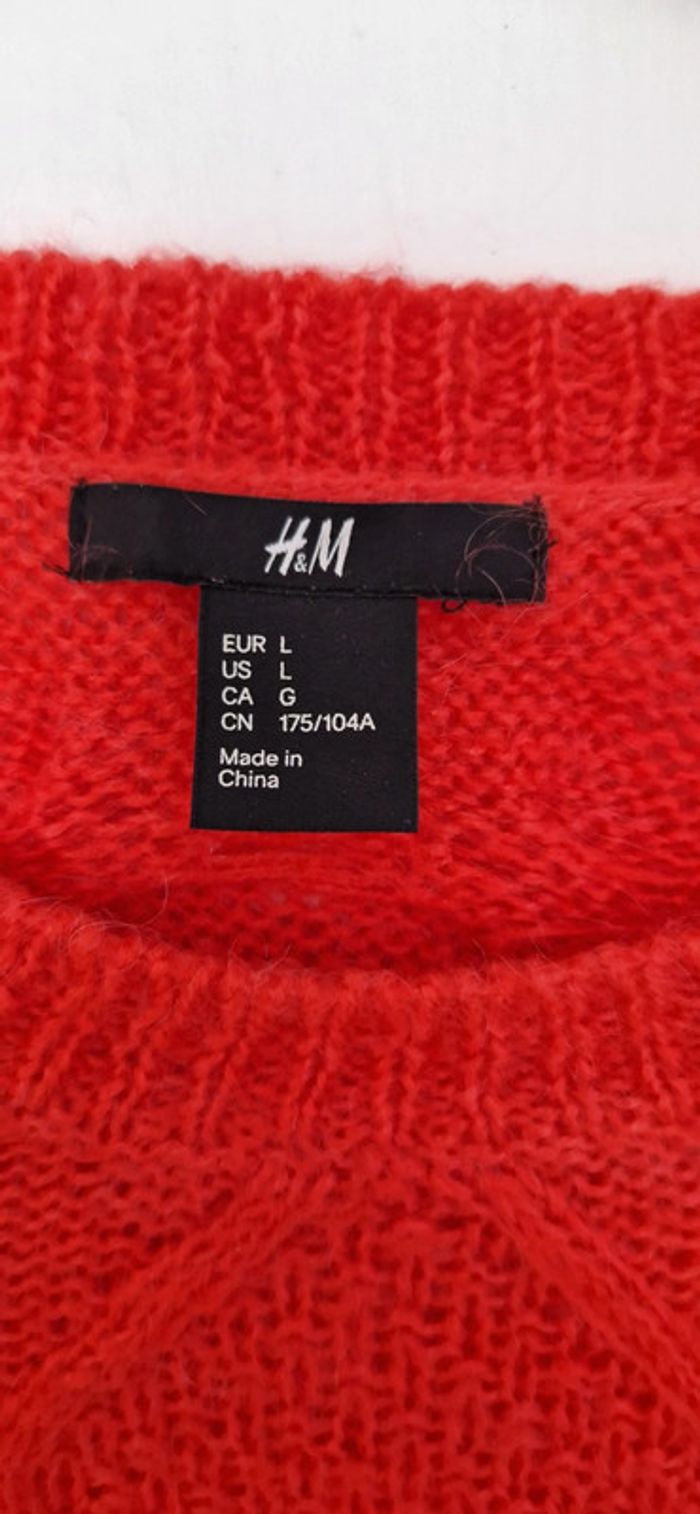 H&M
EUR L
US L
CA G
CN 175/104A
Made in
China